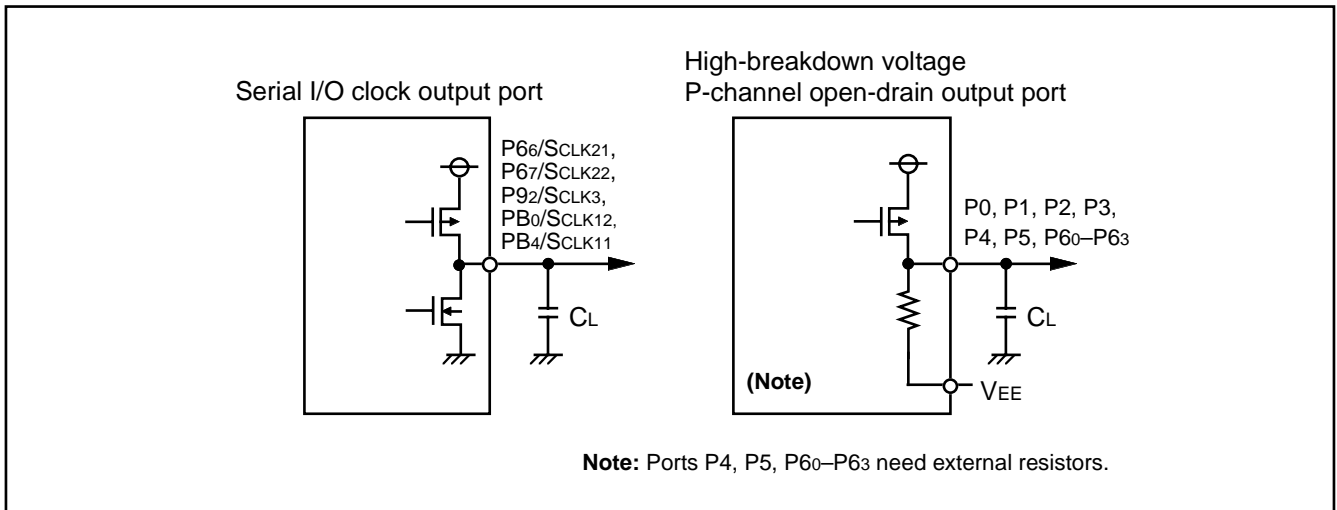 Serial I/O clock output port
P66/SCLK21,
P67/SCLK22,
P92/SCLK3,
PB0/SCLK12,
PB4/SCLK11
CL
High-breakdown voltage
P-channel open-drain output port
P0, P1, P2, P3,
P4, P5, P60–P63
CL
(Note)
VEE
Note: Ports P4, P5, P60–P63 need external resistors.